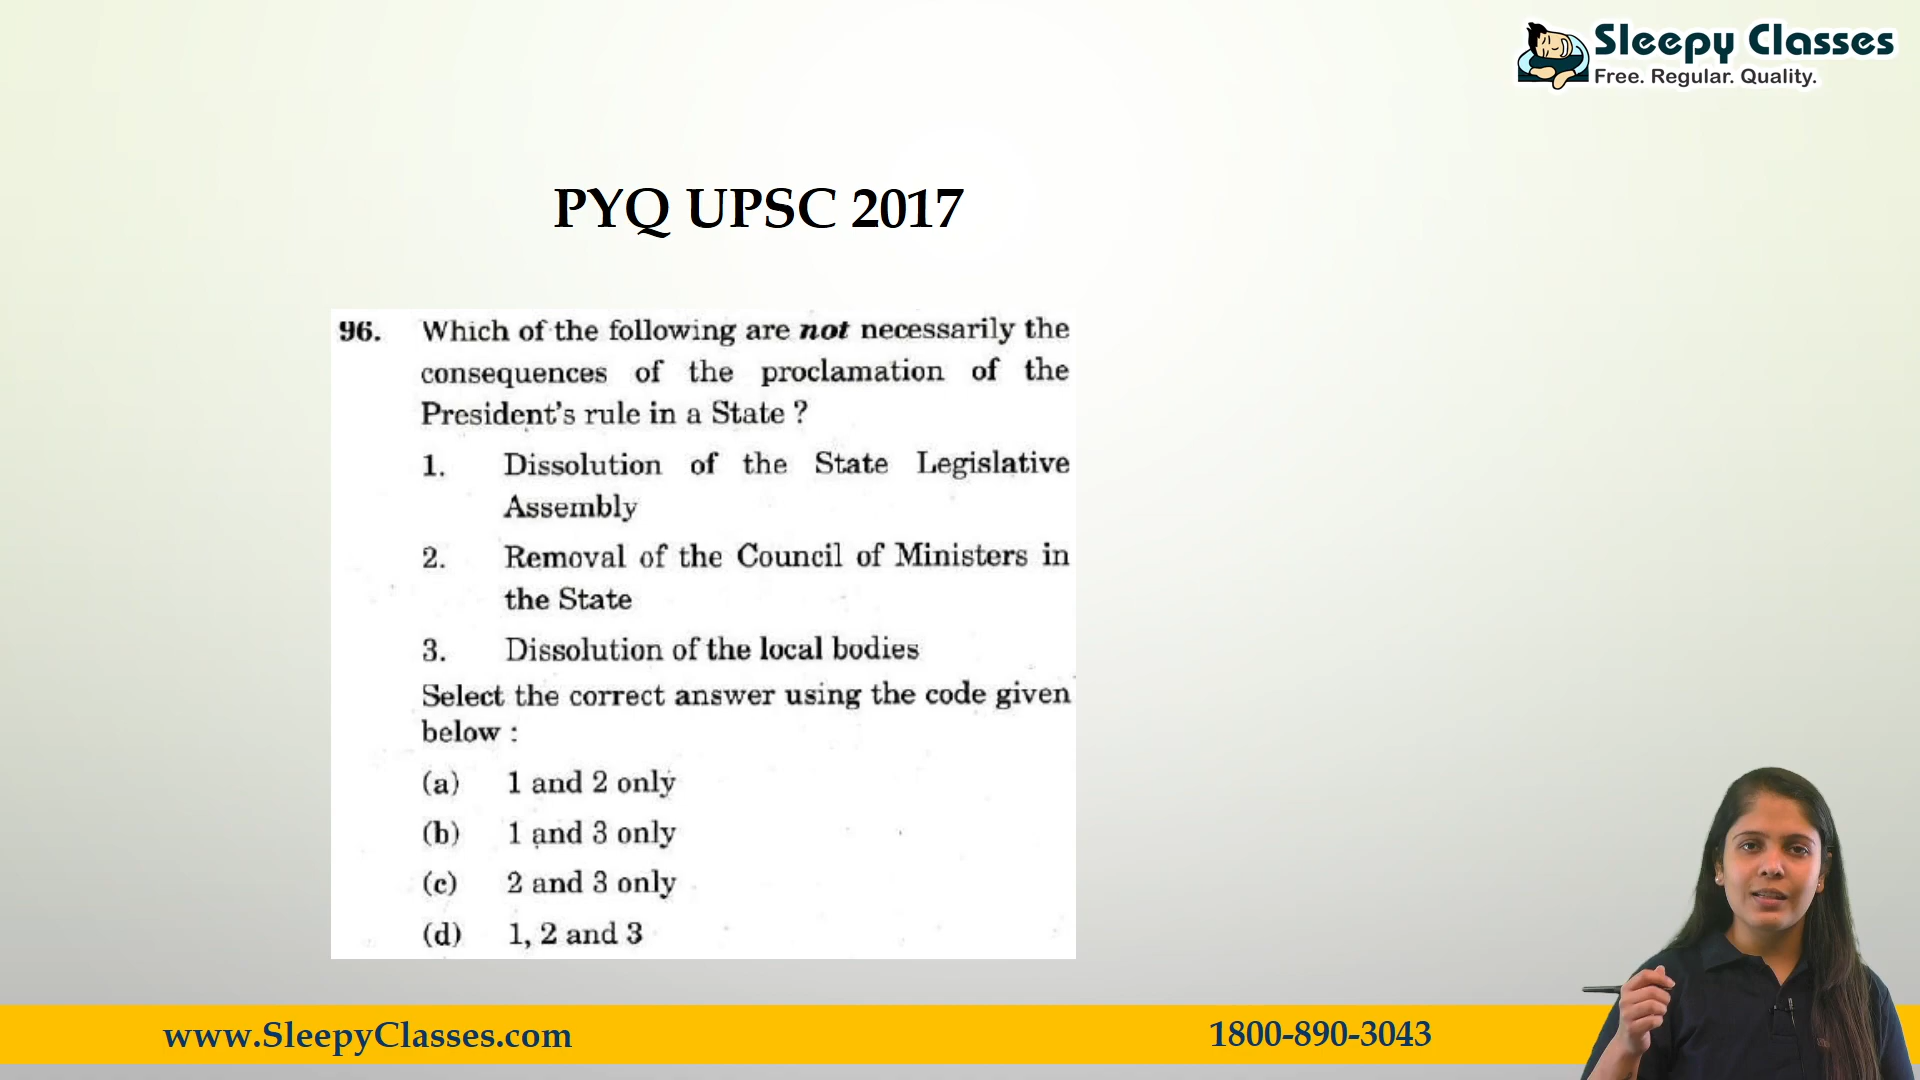 Sleepy Classes
Free. Regular. Quality.
PYQ UPSC 2017
96. Which of the following are not necessarily the
consequences of the proclamation of the
President's rule in a State ?
1. Dissolution of the State Legislative
Assembly
2. Removal of the Council of Ministers in
the State
3. Dissolution of the local bodies
Select the correct answer using the code given
below :
(a) 1 and 2 only
(b) 1 and 3 only
(c) 2 and 3 only
(d) 1, 2 and 3
www.SleepyClasses.com
1800-890-3043